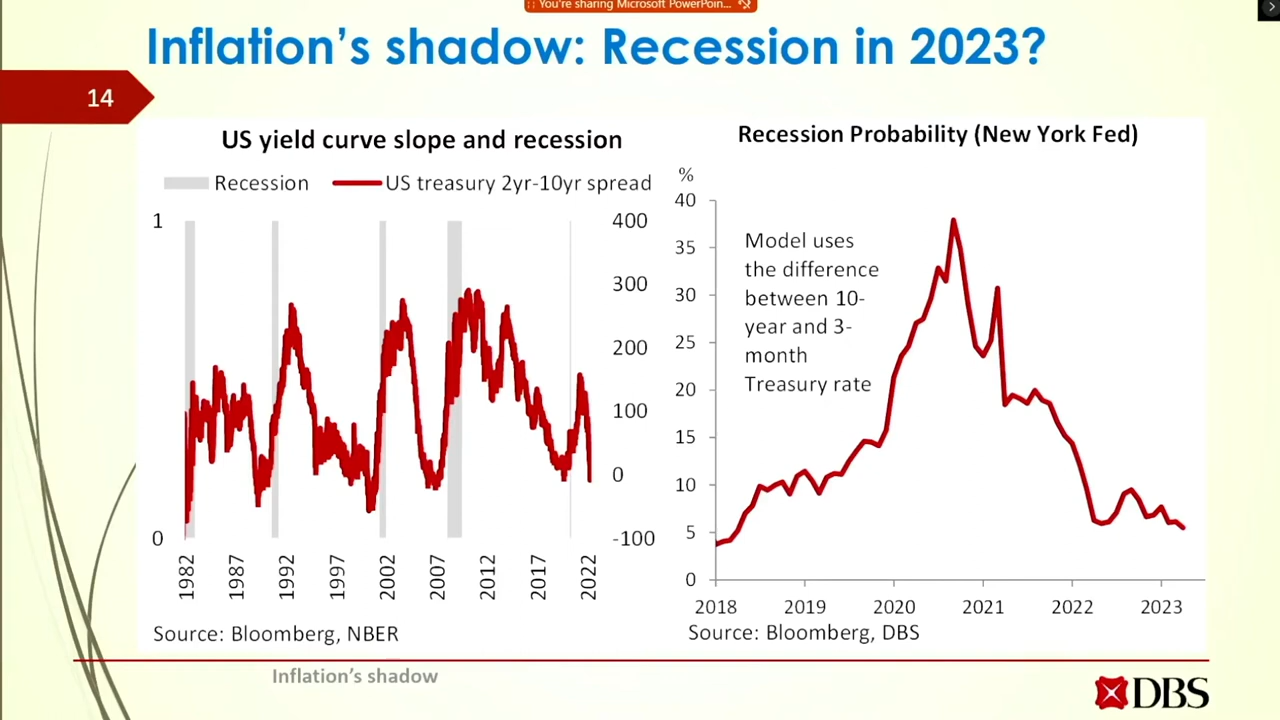 You're sharing Microsoft PowerPoin...
Inflation's shadow: Recession in 2023?
14
US yield curve slope and recession
Recession
US treasury 2yr-10yr spread
1
0
400
300
200
100
0
-100
1982
1987
1992
1997
2002
2007
2012
2017
2022
Source: Bloomberg, NBER
Recession Probability (New York Fed)
%
40
35
30
25
20
15
10
5
0
Model uses
the difference
between 10-
year and 3-
month
Treasury rate
2018
2019
2020
2021
2022
2023
Source: Bloomberg, DBS
Inflation's shadow
DBS